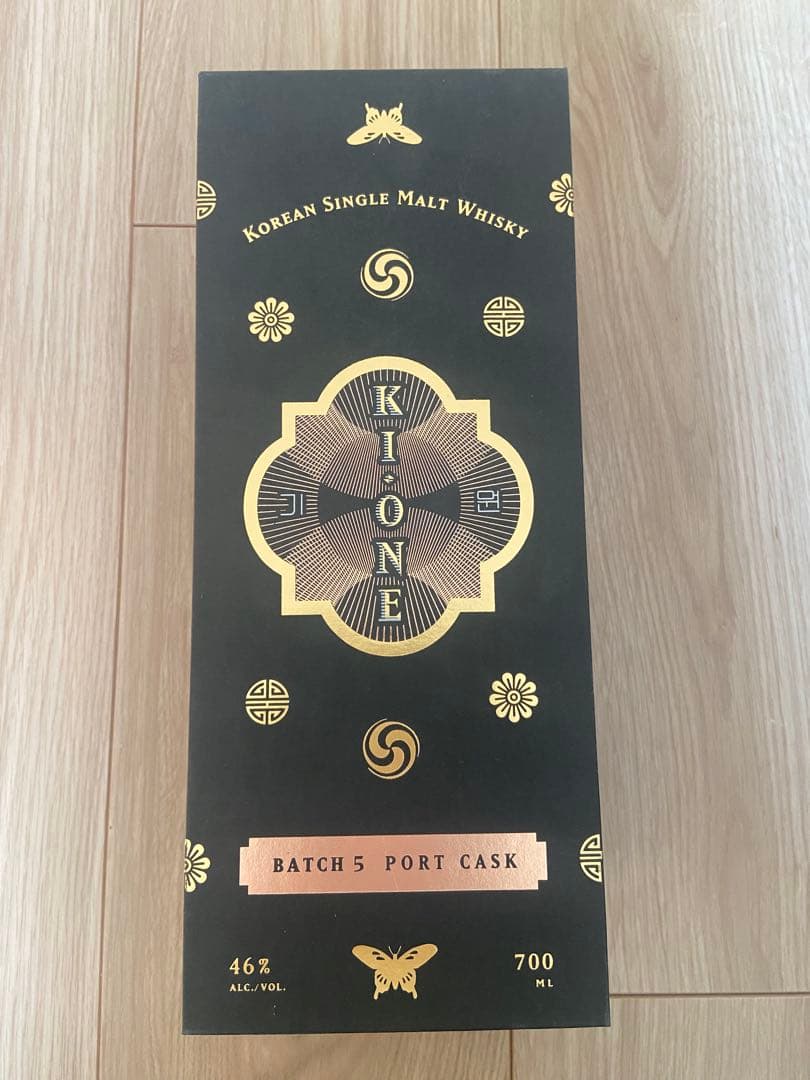 Korean Single Malt Whisky
KI·ONE
기
원
BATCH 5 PORT CASK
46%
ALC./VOL.
700
ML